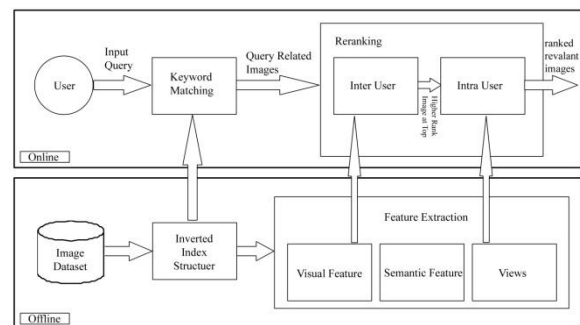 Input
Query
User
Keyword
Matching
Query Related
Images
Reranking
Inter User
Higher Rank
Image at Top
Intra User
ranked
revalant
images
Online
Image
Dataset
Inverted
Index
Structuer
Feature Extraction
Visual Feature
Semantic Feature
Views
Offline